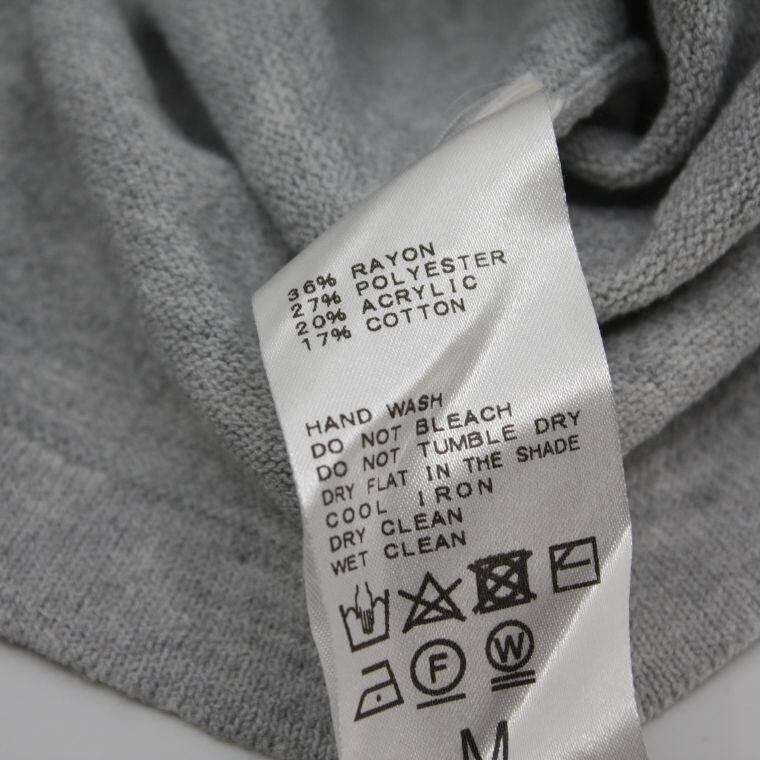 36% RAYON
27% POLYESTER
20% ACRYLIC
17% COTTON
HAND WASH
DO NOT BLEACH
DO NOT TUMBLE DRY
DRY FLAT IN THE SHADE
COOL IRON
DRY CLEAN
WET CLEAN
F W
M